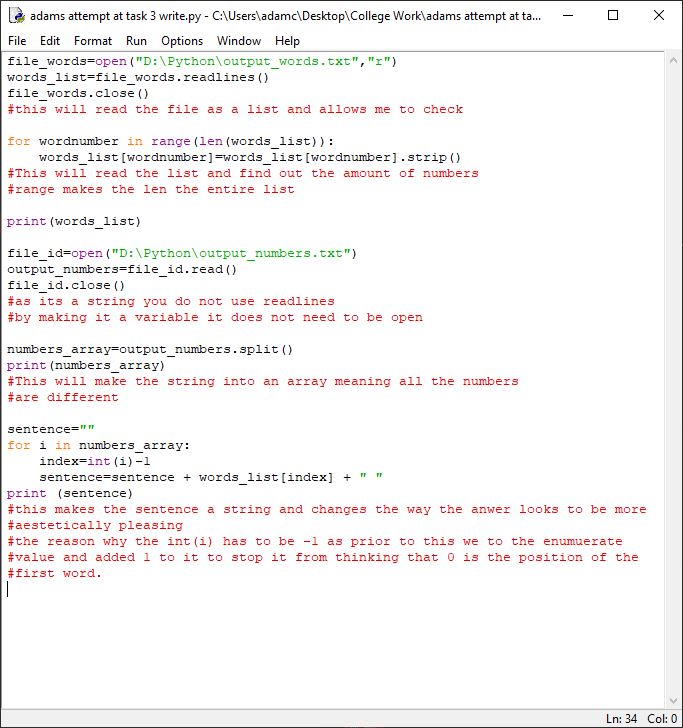 adams attempt at task 3 write.py - C:\Users\adamc\Desktop\College Work\adams attempt at ta...
File Edit Format Run Options Window Help
file_words=open("D:\Python\output_words.txt","r")
words_list=file_words.readlines()
file_words.close()
#this will read the file as a list and allows me to check
for wordnumber in range(len(words_list)):
    words_list[wordnumber]=words_list[wordnumber].strip()
#This will read the list and find out the amount of numbers
#range makes the len the entire list
print(words_list)
file_id=open("D:\Python\output_numbers.txt")
output_numbers=file_id.read()
file_id.close()
#as its a string you do not use readlines
#by making it a variable it does not need to be open
numbers_array=output_numbers.split()
print(numbers_array)
#This will make the string into an array meaning all the numbers
#are different
sentence=""
for i in numbers_array:
    index=int(i)-1
    sentence=sentence + words_list[index] + " "
print (sentence)
#this makes the sentence a string and changes the way the anwer looks to be more
#aestetically pleasing
#the reason why the int(i) has to be -1 as prior to this we to the enumuerate
#value and added 1 to it to stop it from thinking that 0 is the position of the
#first word.
Ln: 34 Col: 0